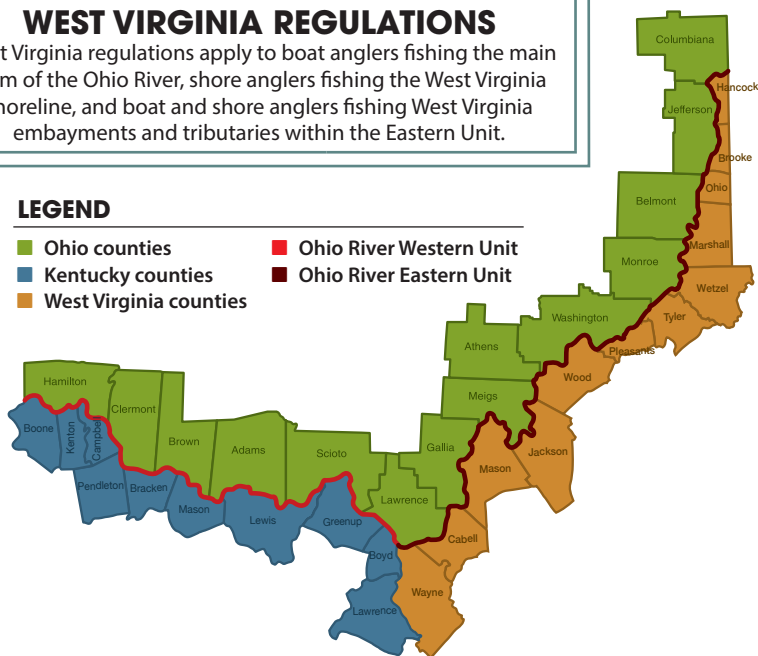 WEST VIRGINIA REGULATIONS
t Virginia regulations apply to boat anglers fishing the main
m of the Ohio River, shore anglers fishing the West Virginia
horeline, and boat and shore anglers fishing West Virginia
embayments and tributaries within the Eastern Unit.
LEGEND
Ohio counties
Kentucky counties
West Virginia counties
Ohio River Western Unit
Ohio River Eastern Unit
Columbiana
Hancock
Jefferson
Brooke
Ohio
Belmont
Marshall
Monroe
Wetzel
Washington
Tyler
Athens
Pleasants
Wood
Meigs
Jackson
Gallia
Mason
Hamilton
Clermont
Brown
Adams
Scioto
Lawrence
Boone
Kenton
Campbell
Pendleton
Bracken
Mason
Lewis
Greenup
Boyd
Cabell
Wayne
Lawrence